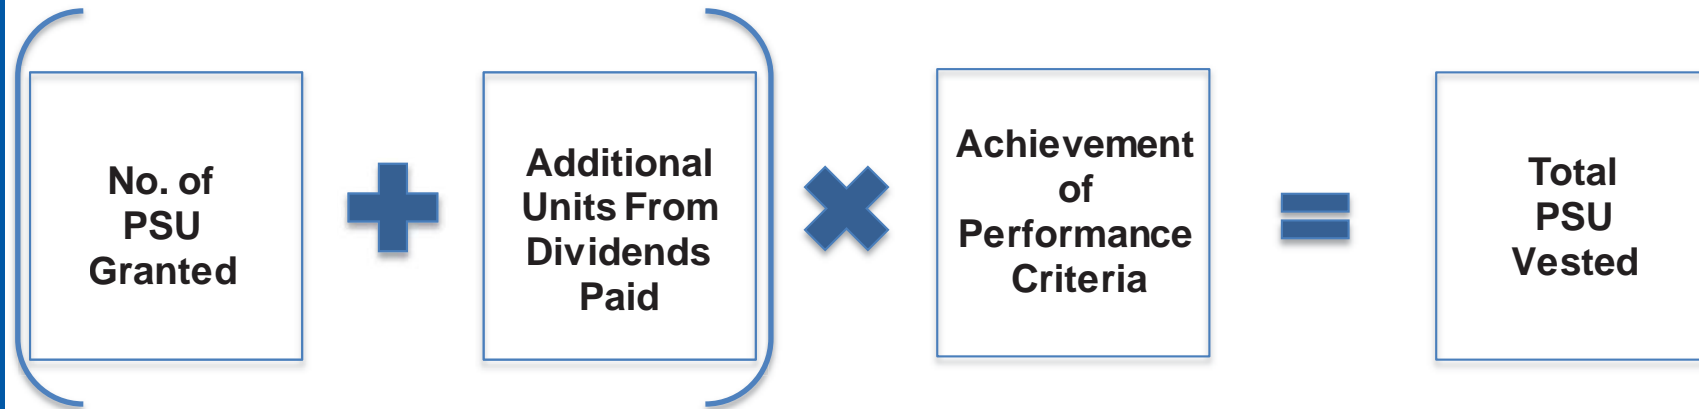 No. of
PSU
Granted
Additional
Units From
Dividends
Paid
Achievement
of
Performance
Criteria
Total
PSU
Vested